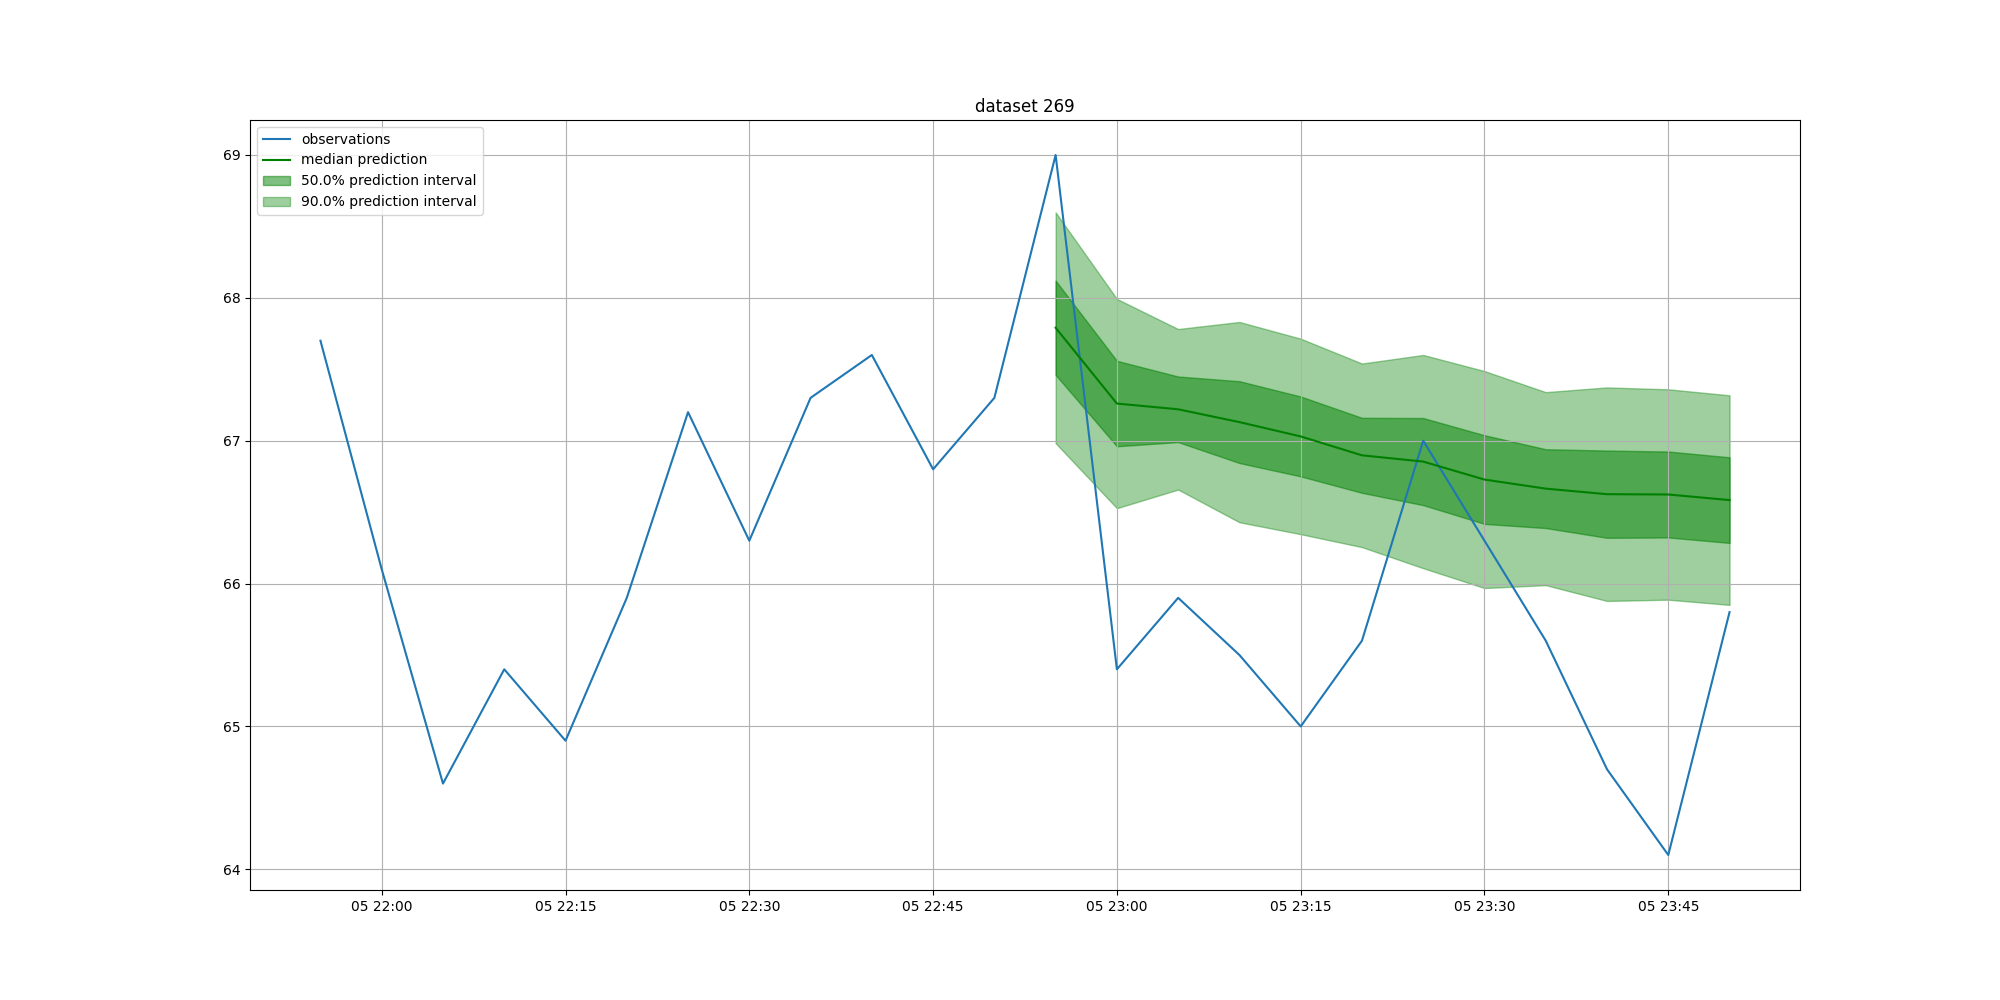 dataset 269
observations
median prediction
50.0% prediction interval
90.0% prediction interval
69
68
67
66
65
64
05 22:00 05 22:15 05 22:30 05 22:45 05 23:00 05 23:15 05 23:30 05 23:45